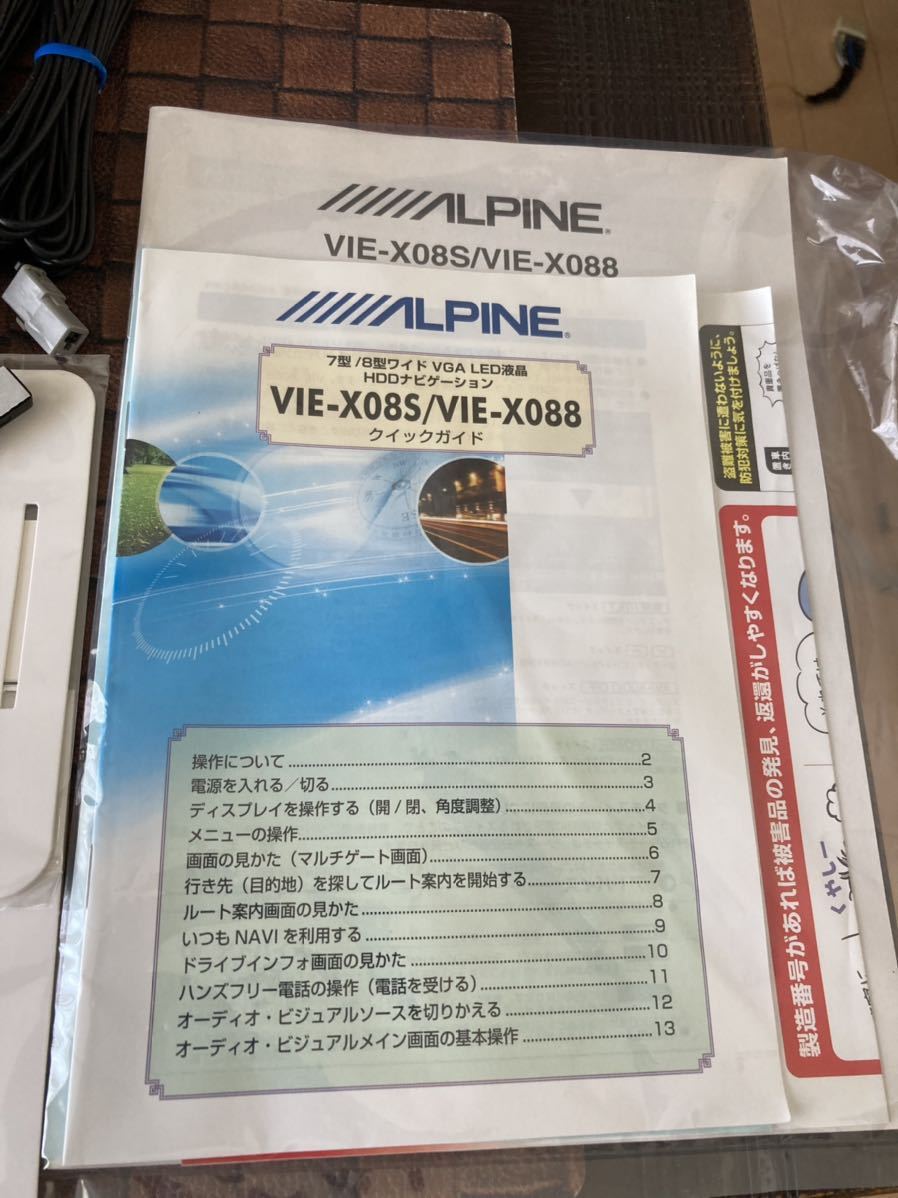 ALPINE
VIE-X08S/VIE-X088
ALPINE
7型/8型ワイド VGA LED液晶
HDDナビゲーション
VIE-X08S/VIE-X088
クイックガイド
操作について 2
電源を入れる/切る 3
ディスプレイを操作する(開/閉、角度調整) 4
メニューの操作 5
画面の見かた(マルチゲート画面) 6
行き先(目的地)を探してルート案内を開始する 7
ルート案内画面の見かた 8
いつも NAVI を利用する 9
ドライブインフォ画面の見かた 10
ハンズフリー電話の操作(電話を受ける) 11
オーディオ・ビジュアルソースを切りかえる 12
オーディオ・ビジュアルメイン画面の基本操作 13
盗難被害に遭わないように、
防犯対策に気を付けましょう。
製造番号があれば被害品の発見、返還がしやすくなります。
くやしー